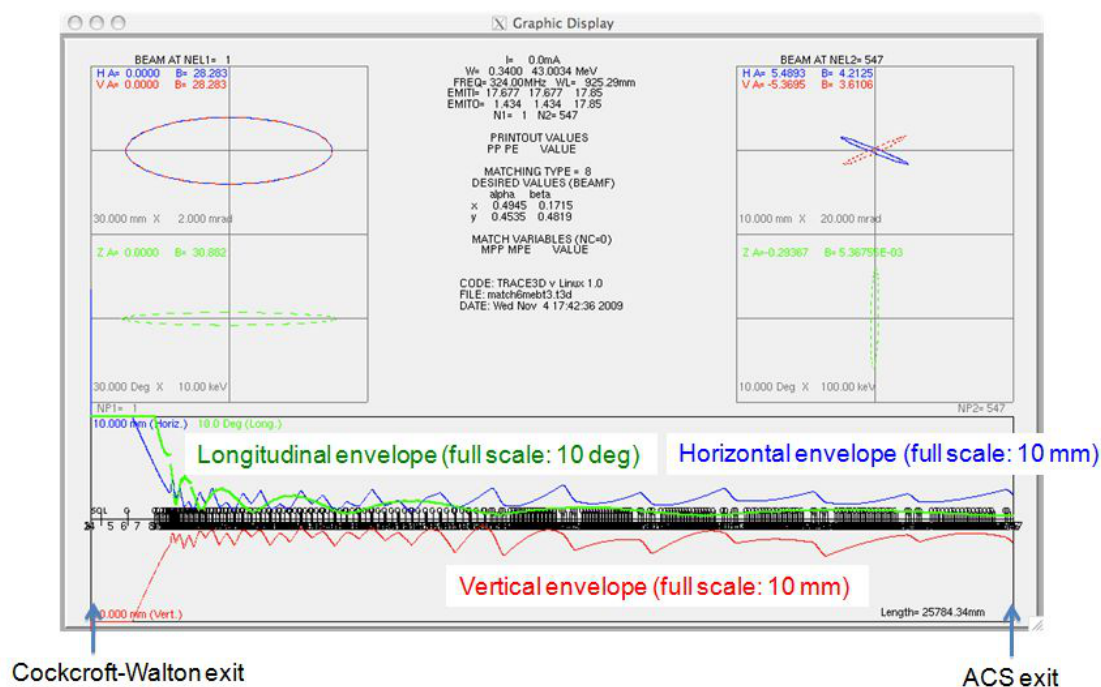 Graphic Display
BEAM AT NEL1= 1
H A= 0.0000 B= 28.283
V A= 0.0000 B= 28.283
30.000 mm X 2.000 mrad
Z A= 0.0000 B= 30.882
30.000 Deg X 10.00 keV
NP1= 1
I= 0.0mA
W= 0.3400 43.0034 MeV
FREQ= 324.00MHz WL= 925.29mm
EMITI= 17.677 17.677 17.85
EMITO= 1.434 1.434 17.85
N1= 1 N2= 547
PRINTOUT VALUES
PP PE VALUE
MATCHING TYPE = 8
DESIRED VALUES (BEAMF)
alpha beta
x 0.4945 0.1715
y 0.4535 0.4819
MATCH VARIABLES (NC=0)
MPP MPE VALUE
CODE: TRACE3D v Linux 1.0
FILE: match6mebt3.t3d
DATE: Wed Nov 4 17:42:36 2009
BEAM AT NEL2= 547
H A= 5.4893 B= 4.2125
V A= -5.3695 B= 3.6106
10.000 mm X 20.000 mrad
Z A=-0.29367 B= 5.36755E-03
10.000 Deg X 100.00 keV
NP2= 547
10.000 mm (Horiz.) 10.0 Deg (Long.)
Longitudinal envelope (full scale: 10 deg)
Horizontal envelope (full scale: 10 mm)
SQL Q
5 6 7 8
Vertical envelope (full scale: 10 mm)
0.000 mm (Vert.)
Length= 25784.34mm
Cockcroft-Walton exit
ACS exit